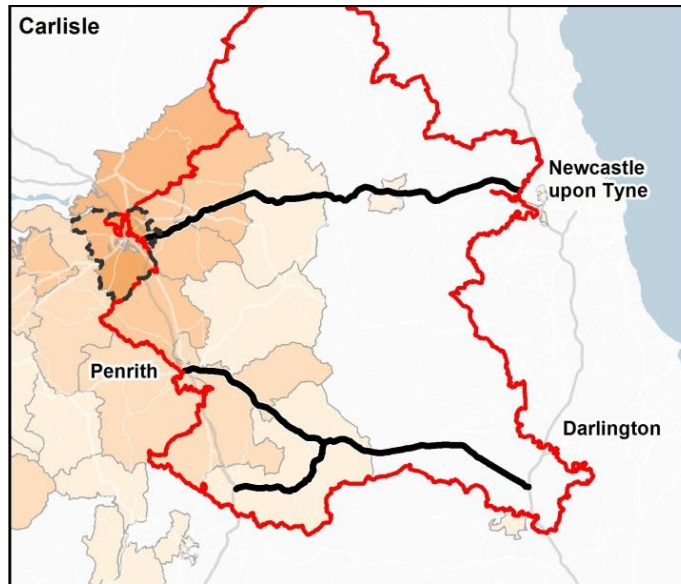 Carlisle
Newcastle
upon Tyne
Penrith
Darlington